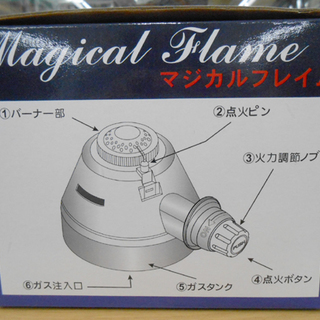 Magical Flame
マジカルフレイム
①バーナー部
②点火ピン
③火力調節ノブ
④点火ボタン
⑤ガスタンク
⑥ガス注入口